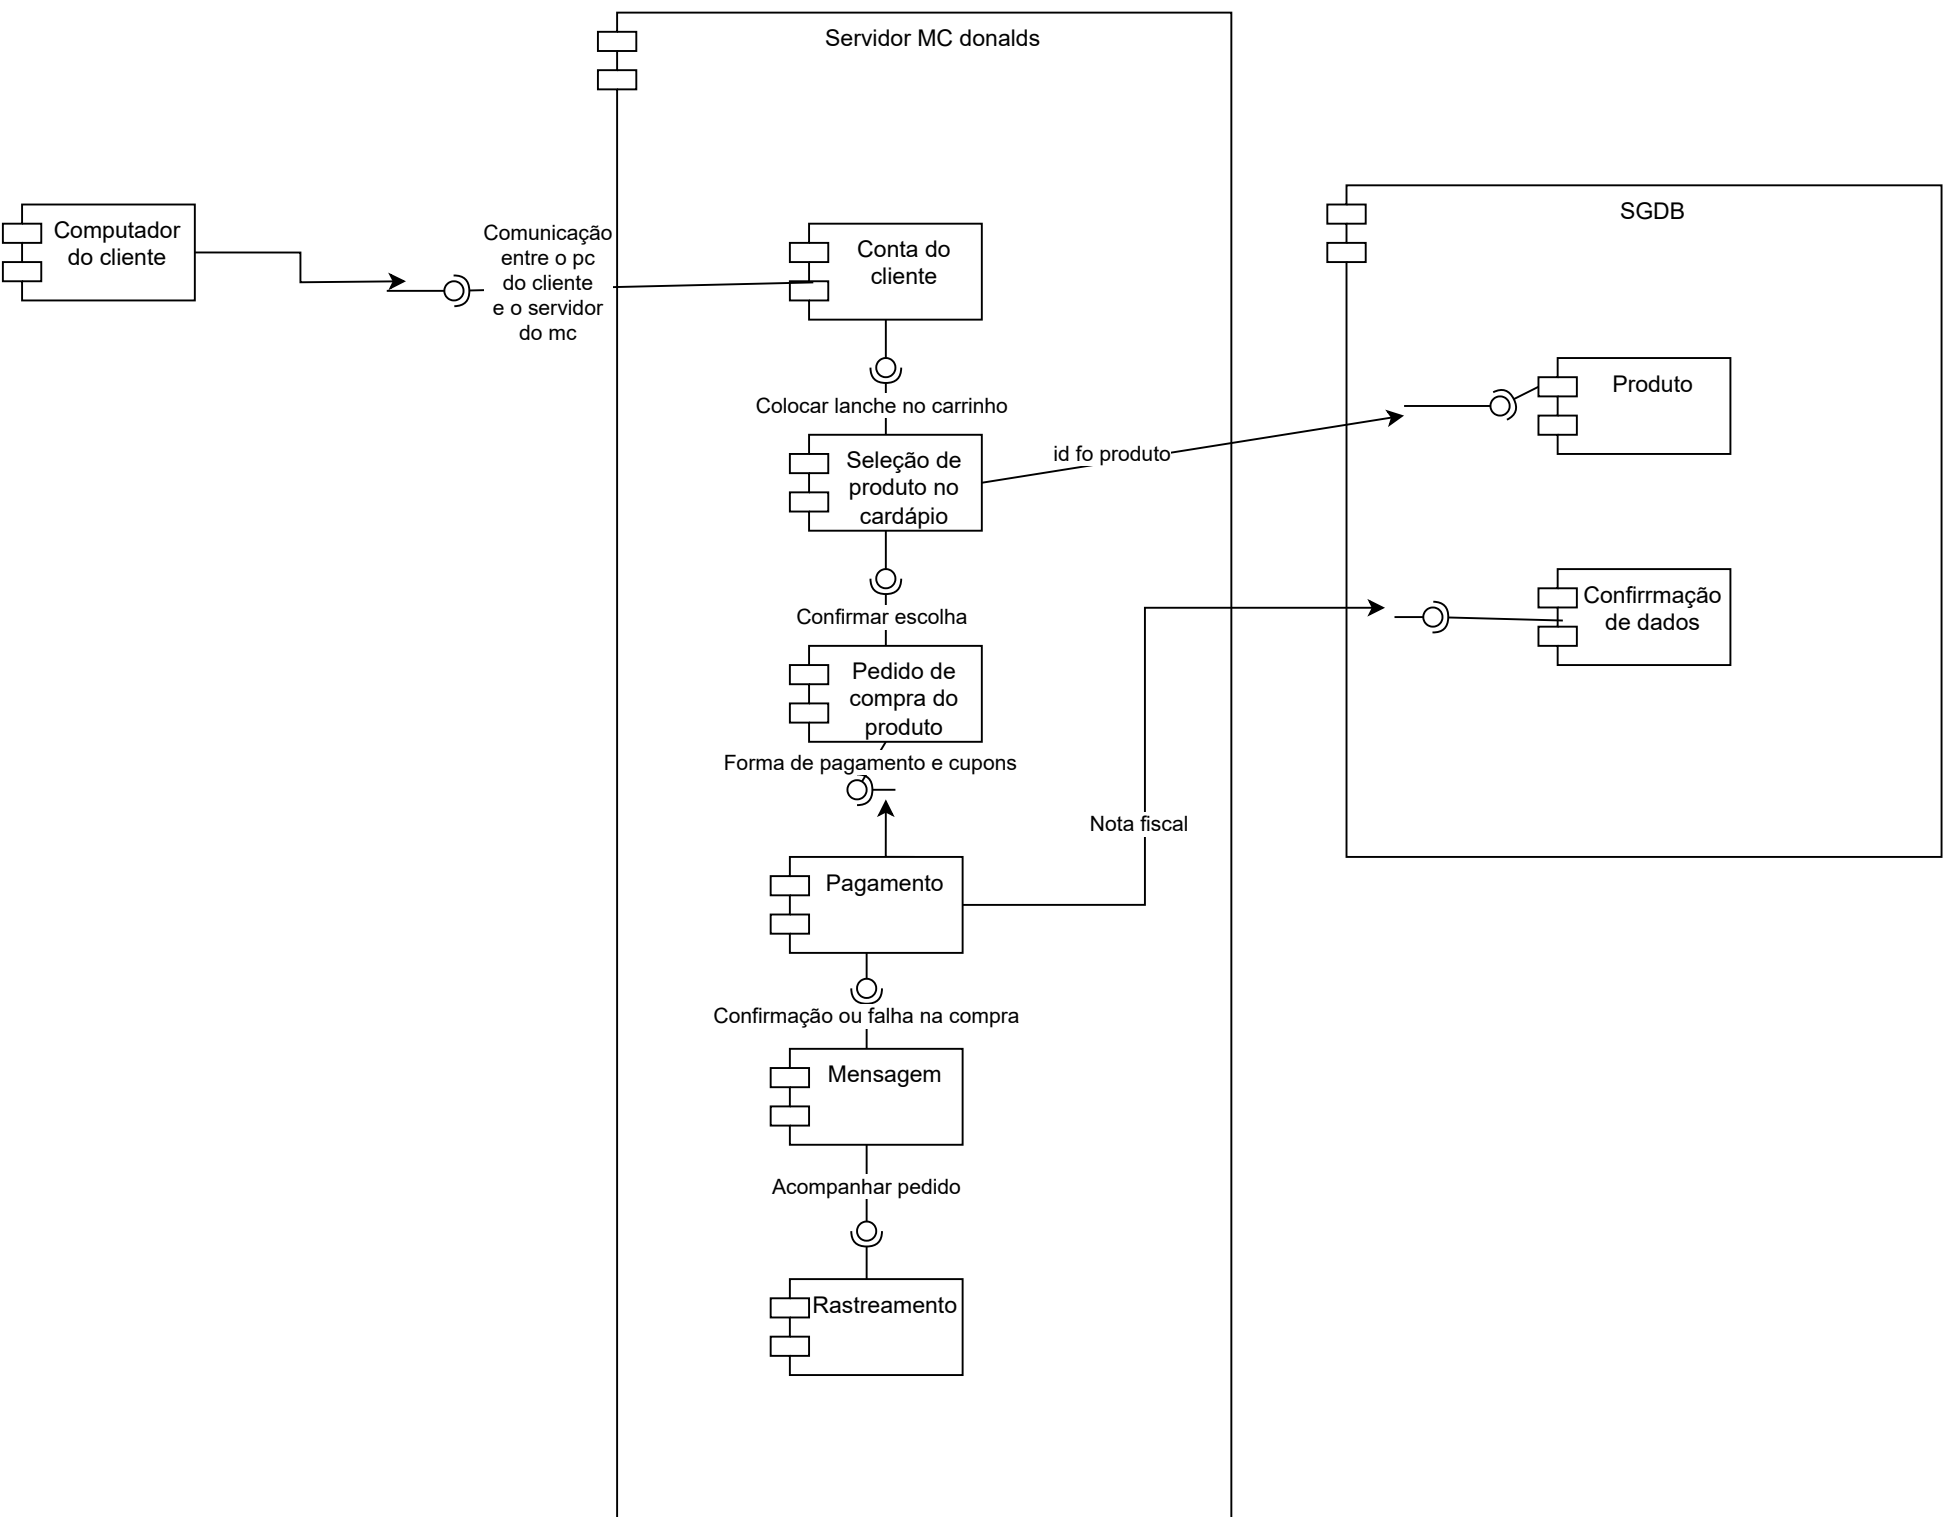 Servidor MC donalds
SGDB
Computador
do cliente
Comunicação
entre o pc
do cliente
e o servidor
do mc
Conta do
cliente
Colocar lanche no carrinho
Produto
id fo produto
Seleção de
produto no
cardápio
Confirmar escolha
Confirrmação
de dados
Pedido de
compra do
produto
Forma de pagamento e cupons
Nota fiscal
Pagamento
Confirmação ou falha na compra
Mensagem
Acompanhar pedido
Rastreamento